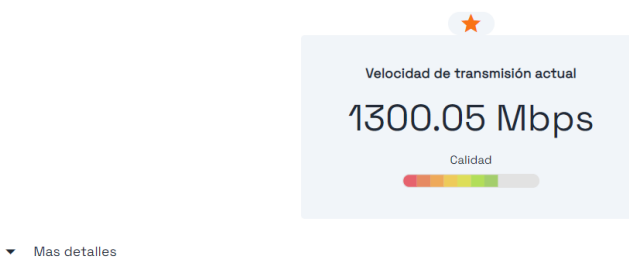 Velocidad de transmisión actual
1300.05 Mbps
Calidad
Mas detalles